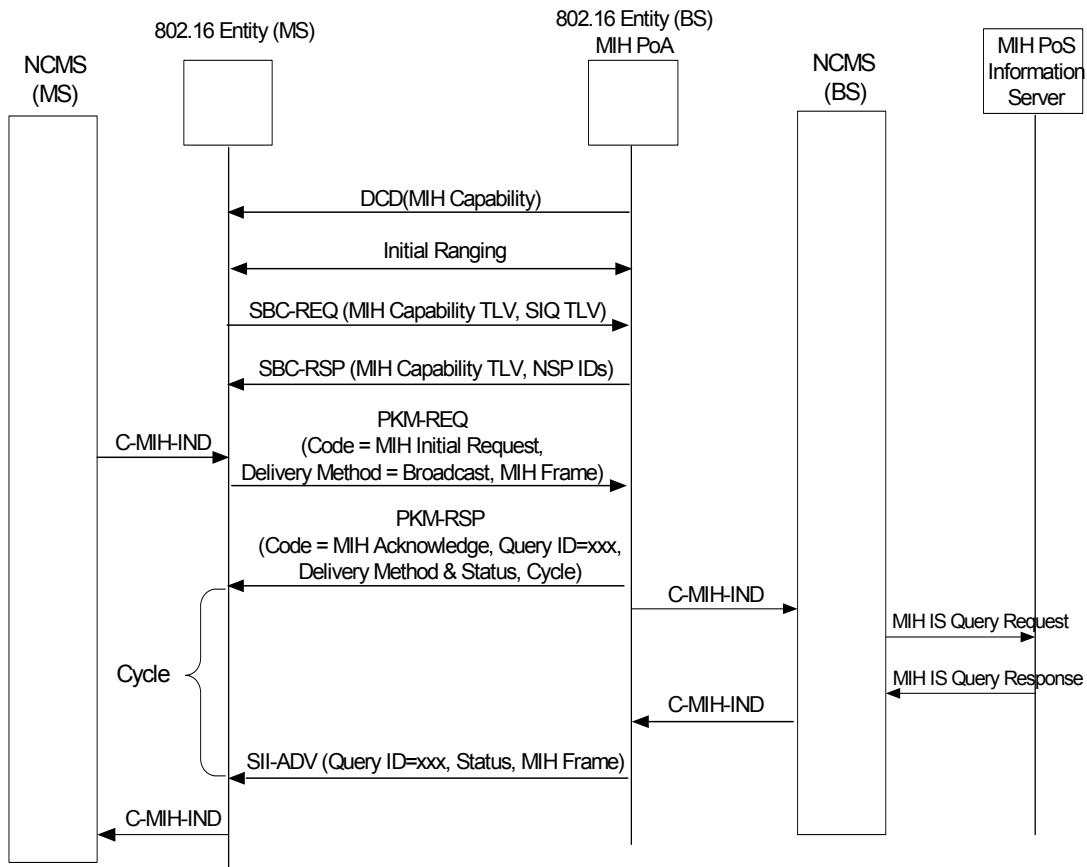 802.16 Entity (MS)
802.16 Entity (BS)
MIH PoA
NCMS
(MS)
NCMS
(BS)
MIH PoS
Information
Server
DCD(MIH Capability)
Initial Ranging
SBC-REQ (MIH Capability TLV, SIQ TLV)
SBC-RSP (MIH Capability TLV, NSP IDs)
C-MIH-IND
PKM-REQ
(Code = MIH Initial Request,
Delivery Method = Broadcast, MIH Frame)
PKM-RSP
(Code = MIH Acknowledge, Query ID=xxx,
Delivery Method & Status, Cycle)
C-MIH-IND
MIH IS Query Request
Cycle
MIH IS Query Response
C-MIH-IND
SII-ADV (Query ID=xxx, Status, MIH Frame)
C-MIH-IND